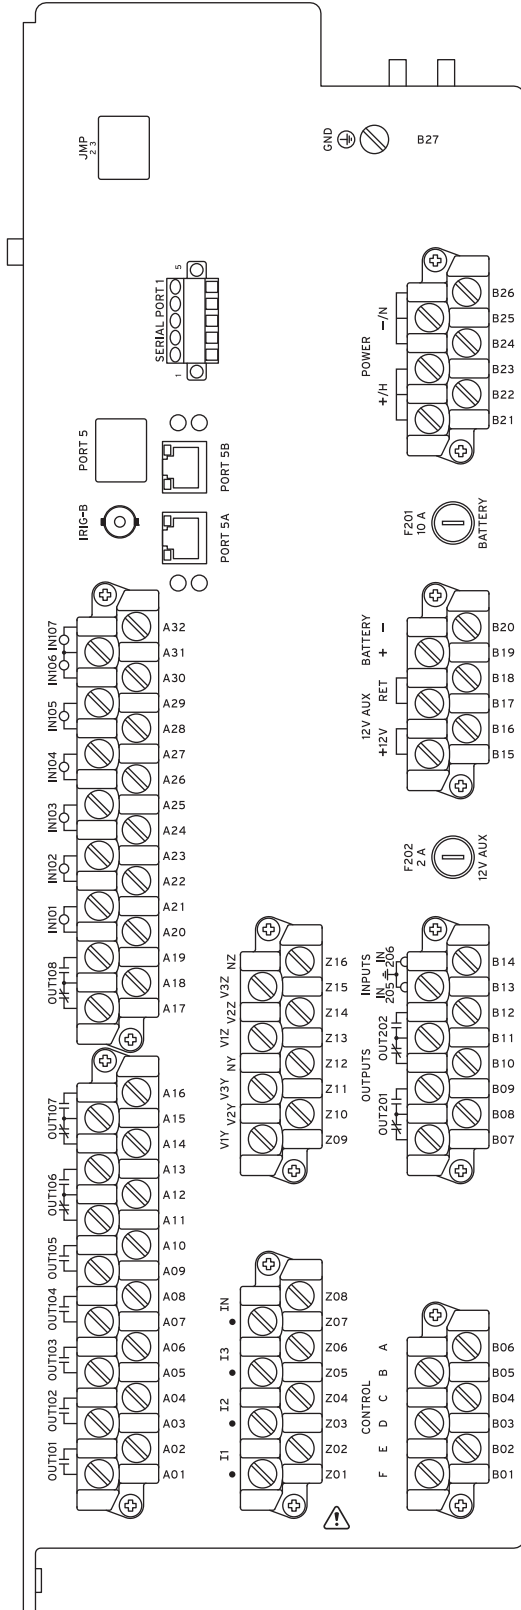 JMP
2 3
GND
B27
SERIAL PORT 1
1
5
POWER
+/H
-/N
B26
B25
B24
B23
B22
B21
PORT 5
IRIG-B
PORT 5B
PORT 5A
F201
10 A
BATTERY
IN101
IN102
IN103
IN104
IN105
IN106
IN107
OUT108
A32
A31
A30
A29
A28
A27
A26
A25
A24
A23
A22
A21
A20
A19
A18
A17
12V AUX
+12V
RET
BATTERY
+
-
B20
B19
B18
B17
B16
B15
F202
2 A
12V AUX
OUT101
OUT102
OUT103
OUT104
OUT105
OUT106
OUT107
A16
A15
A14
A13
A12
A11
A10
A09
A08
A07
A06
A05
A04
A03
A02
A01
V1Y
V2Y
V3Y
NY
V1Z
V2Z
V3Z
NZ
Z16
Z15
Z14
Z13
Z12
Z11
Z10
Z09
OUTPUTS
OUT201
OUT202
INPUTS
IN
205
IN
206
B14
B13
B12
B11
B10
B09
B08
B07
I1
I2
I3
IN
Z08
Z07
Z06
Z05
Z04
Z03
Z02
Z01
CONTROL
F
E
D
C
B
A
B06
B05
B04
B03
B02
B01
!